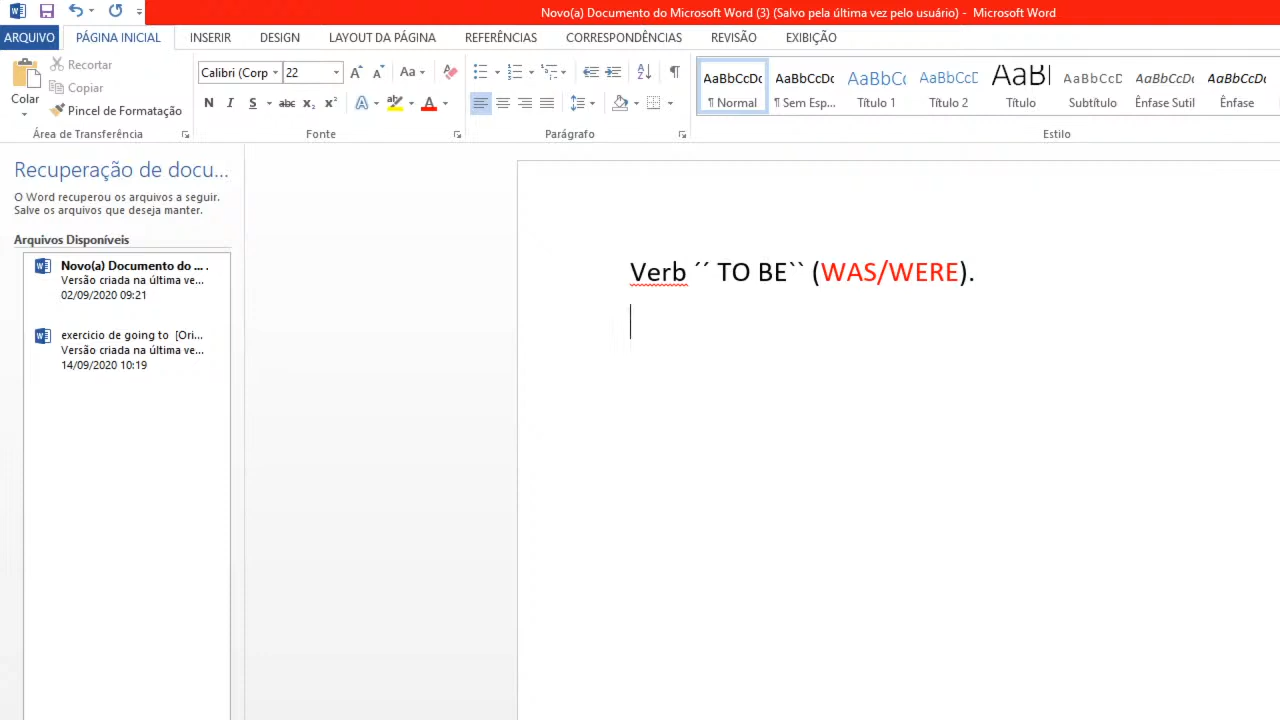 Novo(a) Documento do Microsoft Word (3) (Salvo pela última vez pelo usuário) - Microsoft Word
ARQUIVO PÁGINA INICIAL INSERIR DESIGN LAYOUT DA PÁGINA REFERÊNCIAS CORRESPONDÊNCIAS REVISÃO EXIBIÇÃO
Colar
Recortar
Copiar
Pincel de Formatação
Área de Transferência
Calibri (Corp 22
Aa
N I S abc x₂ x² A A
Fonte
Parágrafo
AaBbCcDc AaBbCcDc AaBbCc AaBbCcD AaB AaBbCcD AaBbCcDc AaBbCcDc
¶ Normal ¶ Sem Esp... Título 1 Título 2 Título Subtítulo Ênfase Sutil Ênfase
Estilo
Recuperação de docu...
O Word recuperou os arquivos a seguir.
Salve os arquivos que deseja manter.
Arquivos Disponíveis
Novo(a) Documento do ... .
Versão criada na última ve...
02/09/2020 09:21
exercicio de going to [Ori...
Versão criada na última ve...
14/09/2020 10:19
Verb ´´ TO BE`` (WAS/WERE).